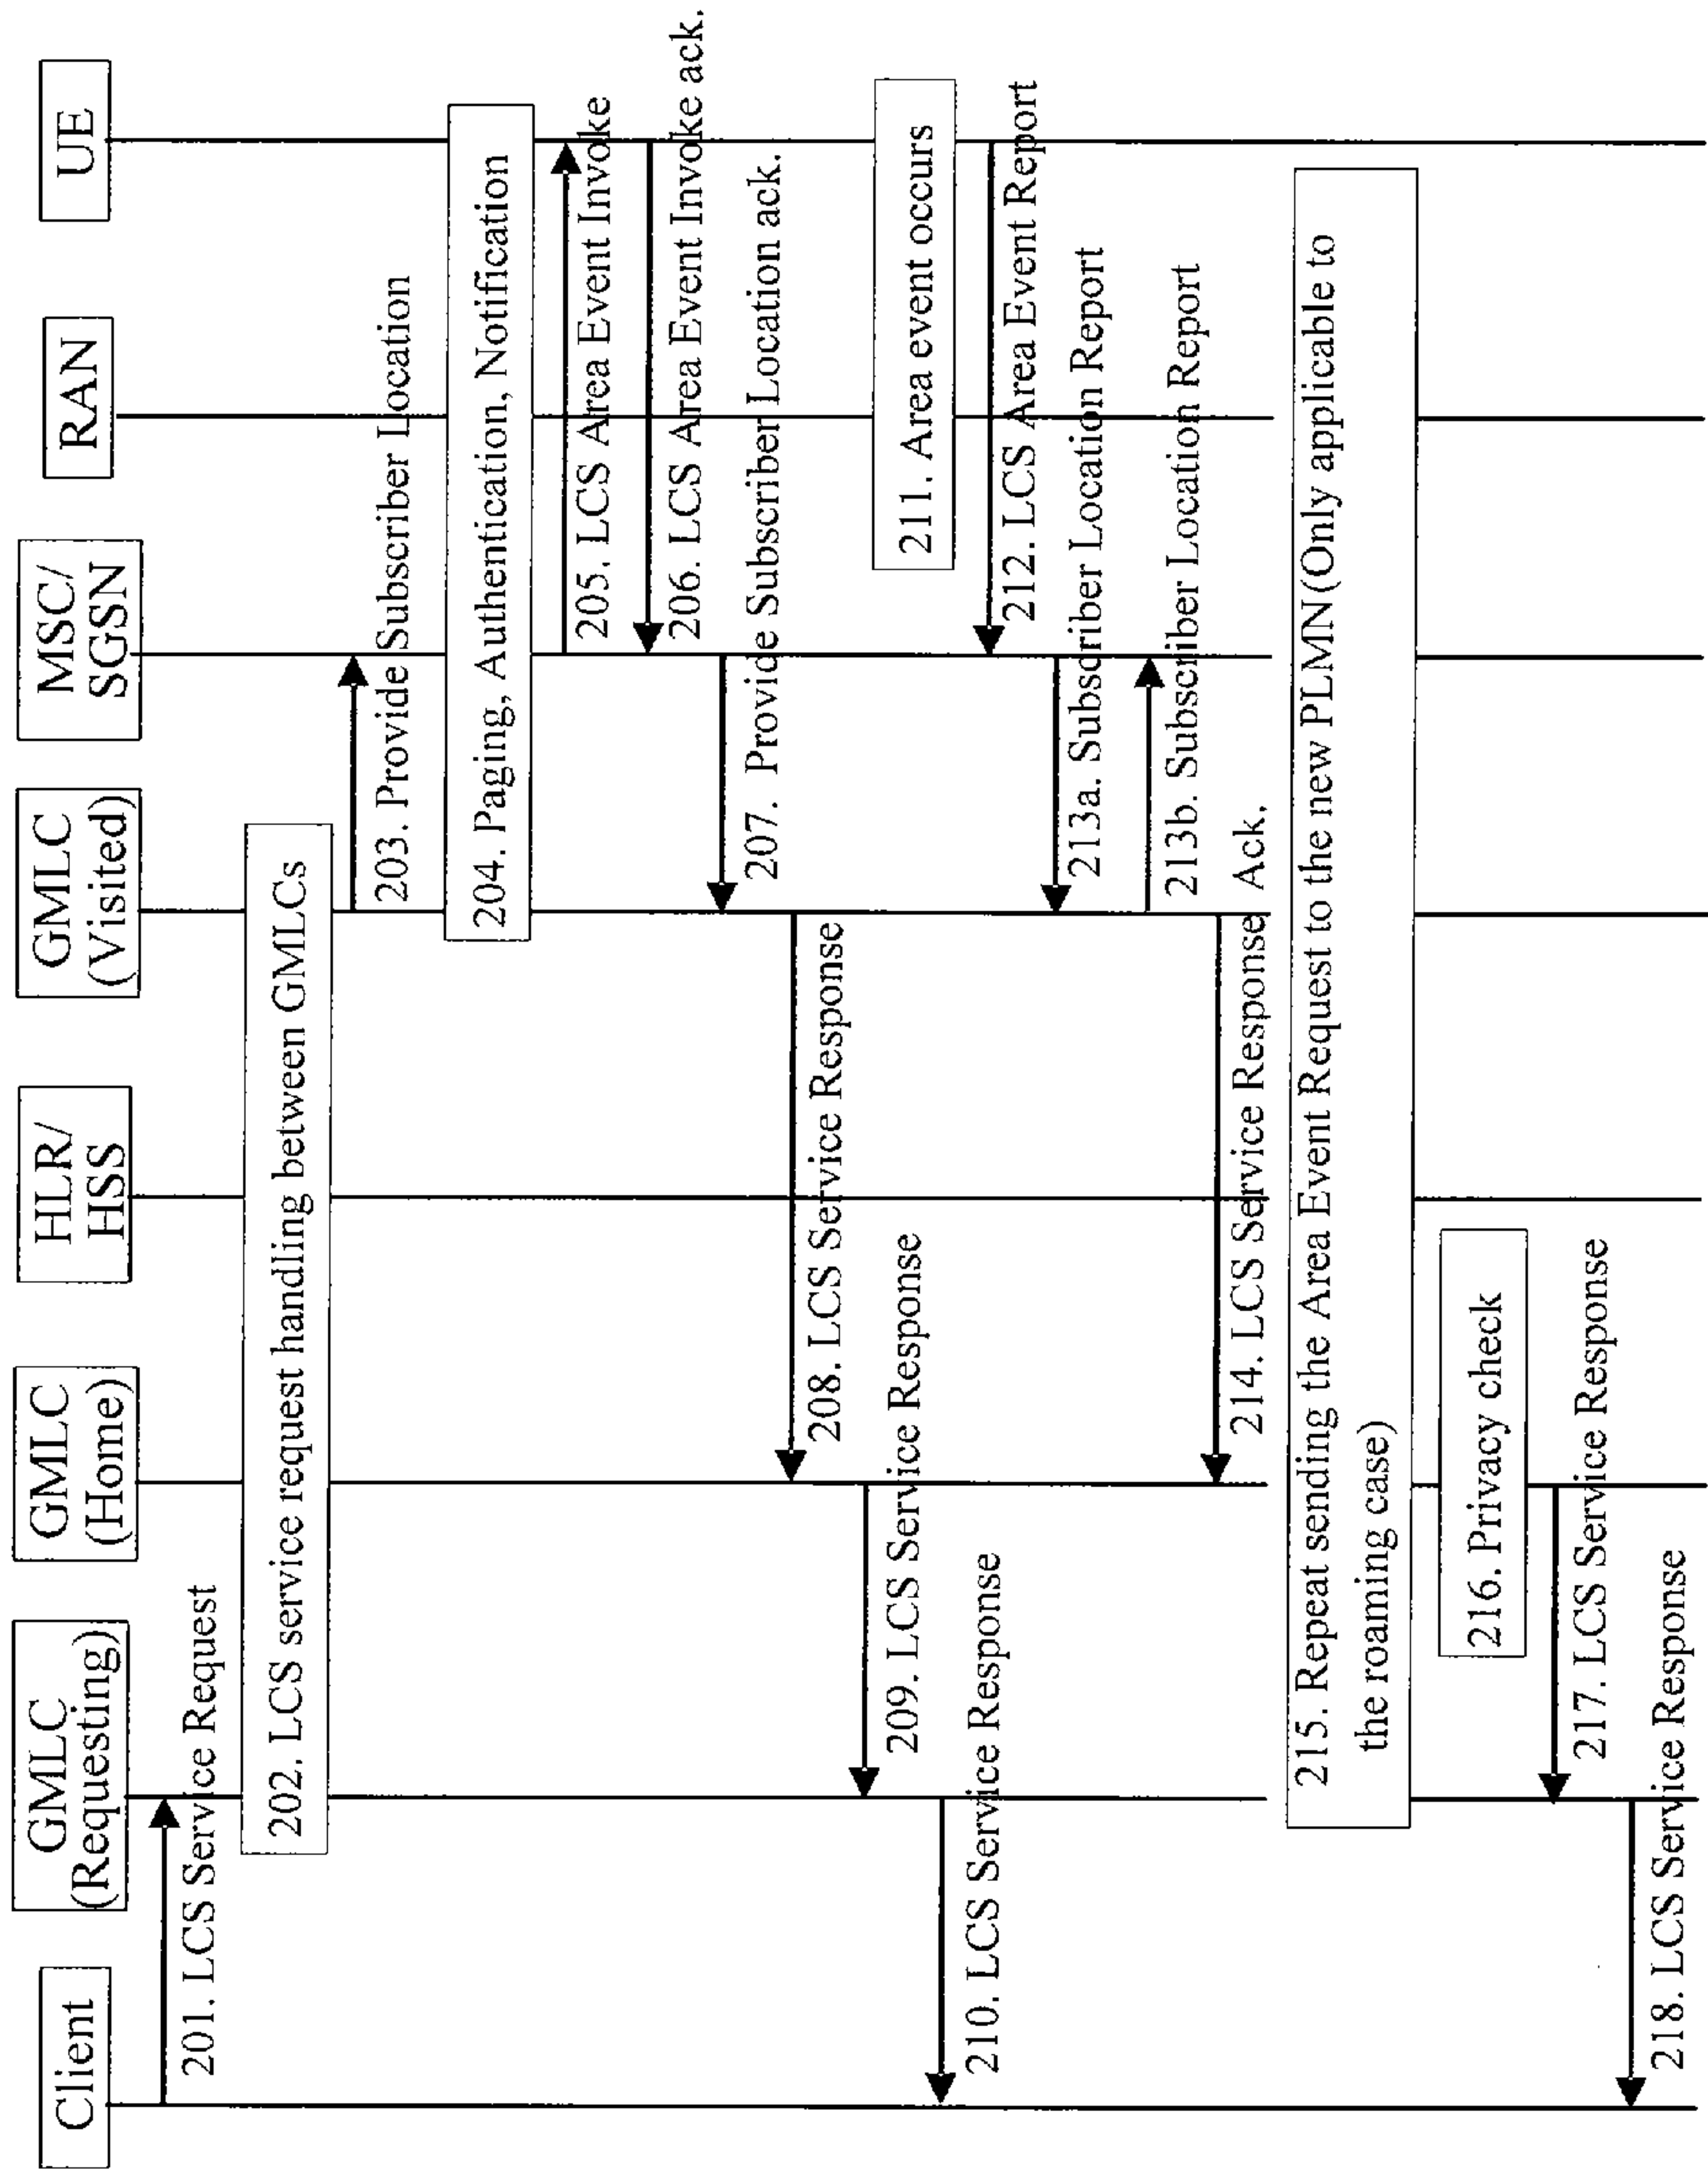 Client
GMLC
(Requesting)
GMLC
(Home)
HLR/
HSS
GMLC
(Visited)
MSC/
SGSN
RAN
UE
201. LCS Service Request
202. LCS service request handling between GMLCs
203. Provide Subscriber Location
204. Paging, Authentication, Notification
205. LCS Area Event Invoke
206. LCS Area Event Invoke ack.
207. Provide Subscriber Location ack.
208. LCS Service Response
209. LCS Service Response
210. LCS Service Response
211. Area event occurs
212. LCS Area Event Report
213a. Subscriber Location Report
213b. Subscriber Location Report
214. LCS Service Response Ack.
215. Repeat sending the Area Event Request to the new PLMN(Only applicable to
the roaming case)
216. Privacy check
217. LCS Service Response
218. LCS Service Response